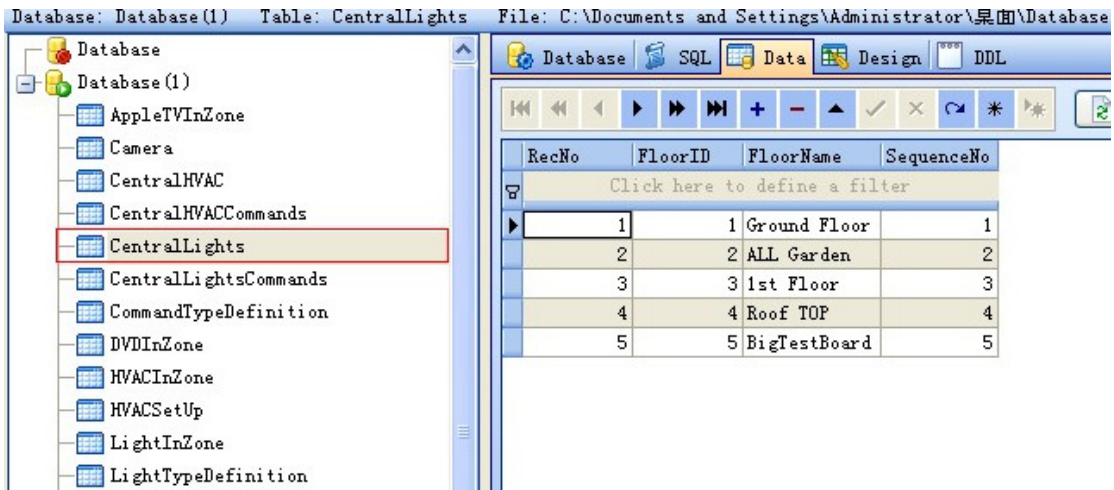 Database: Database(1) Table: CentralLights File: C:\Documents and Settings\Administrator\桌面\Database
Database
Database(1)
AppleTVInZone
Camera
CentralHVAC
CentralHVACCommands
CentralLights
CentralLightsCommands
CommandTypeDefinition
DVDInZone
HVACInZone
HVACSetUp
LightInZone
LightTypeDefinition
Database SQL Data Design DDL
RecNo FloorID FloorName SequenceNo
Click here to define a filter
1 1 Ground Floor 1
2 2 ALL Garden 2
3 3 1st Floor 3
4 4 Roof TOP 4
5 5 BigTestBoard 5